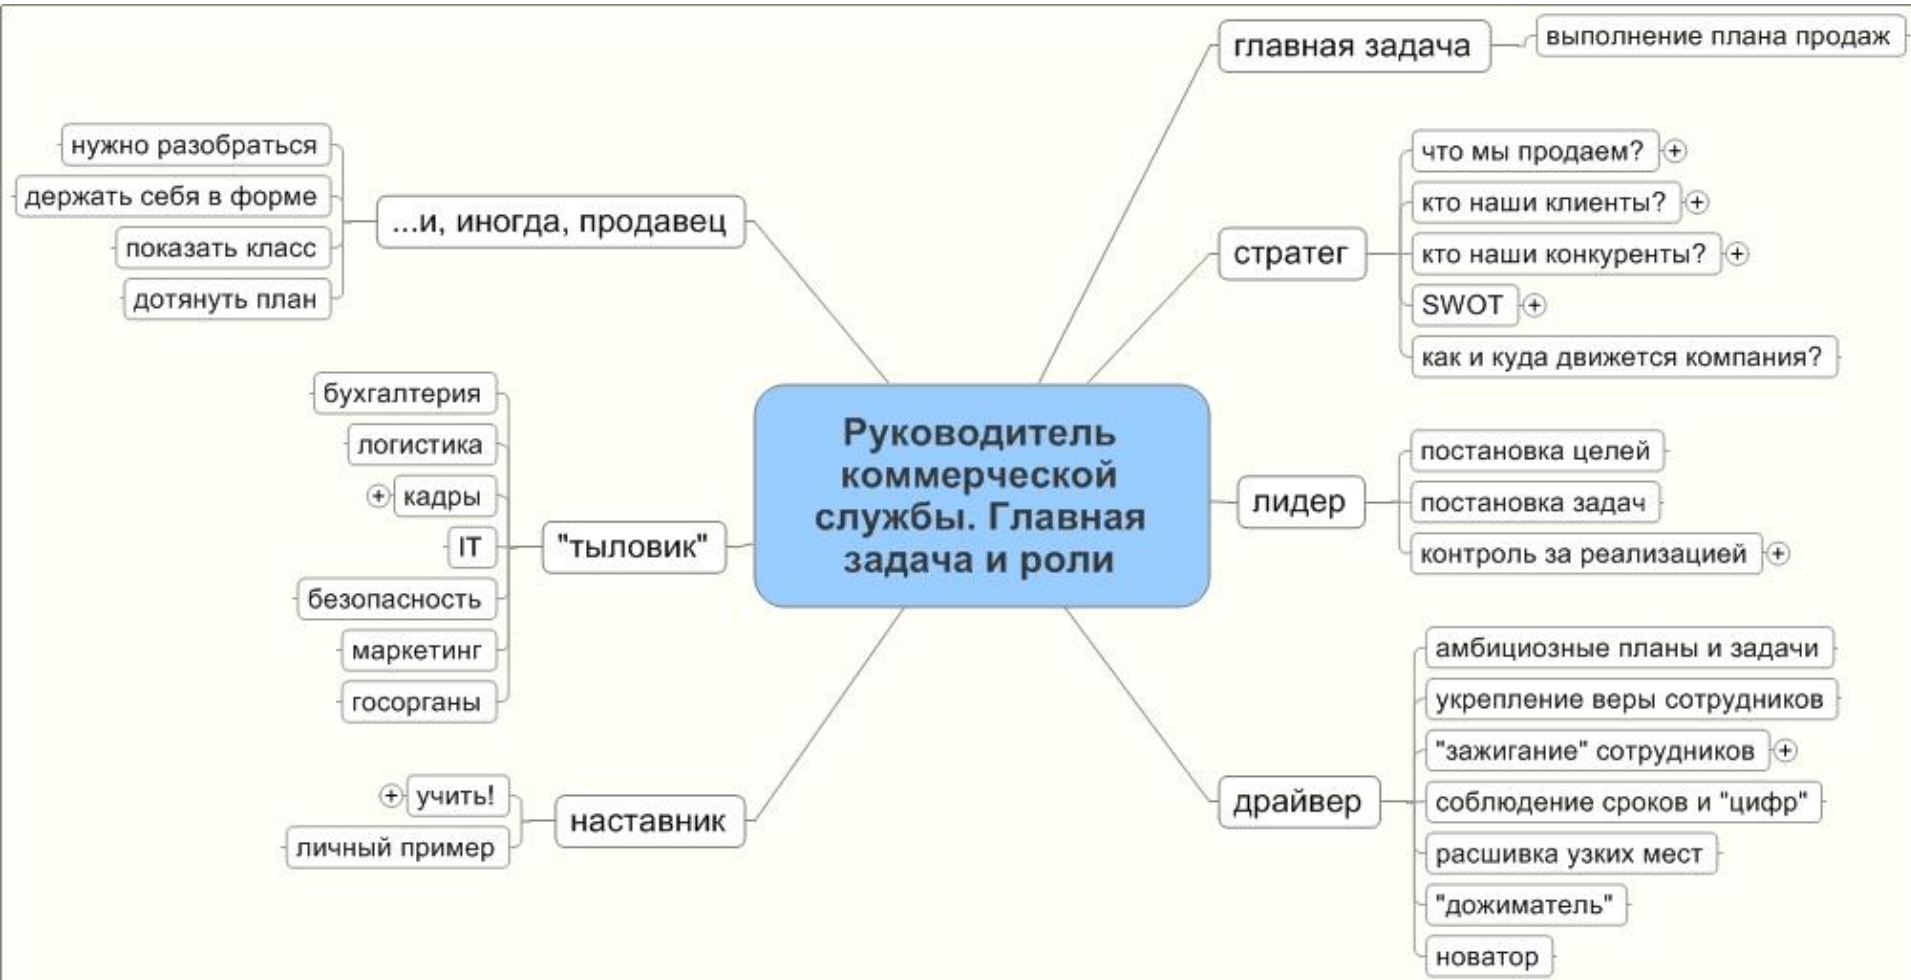 Руководитель
коммерческой
службы. Главная
задача и роли
главная задача
выполнение плана продаж
стратег
что мы продаем?
кто наши клиенты?
кто наши конкуренты?
SWOT
как и куда движется компания?
лидер
постановка целей
постановка задач
контроль за реализацией
драйвер
амбициозные планы и задачи
укрепление веры сотрудников
"зажигание" сотрудников
соблюдение сроков и "цифр"
расшивка узких мест
"дожиматель"
новатор
наставник
учить!
личный пример
"тыловик"
бухгалтерия
логистика
кадры
IT
безопасность
маркетинг
госорганы
...и, иногда, продавец
нужно разобраться
держать себя в форме
показать класс
дотянуть план